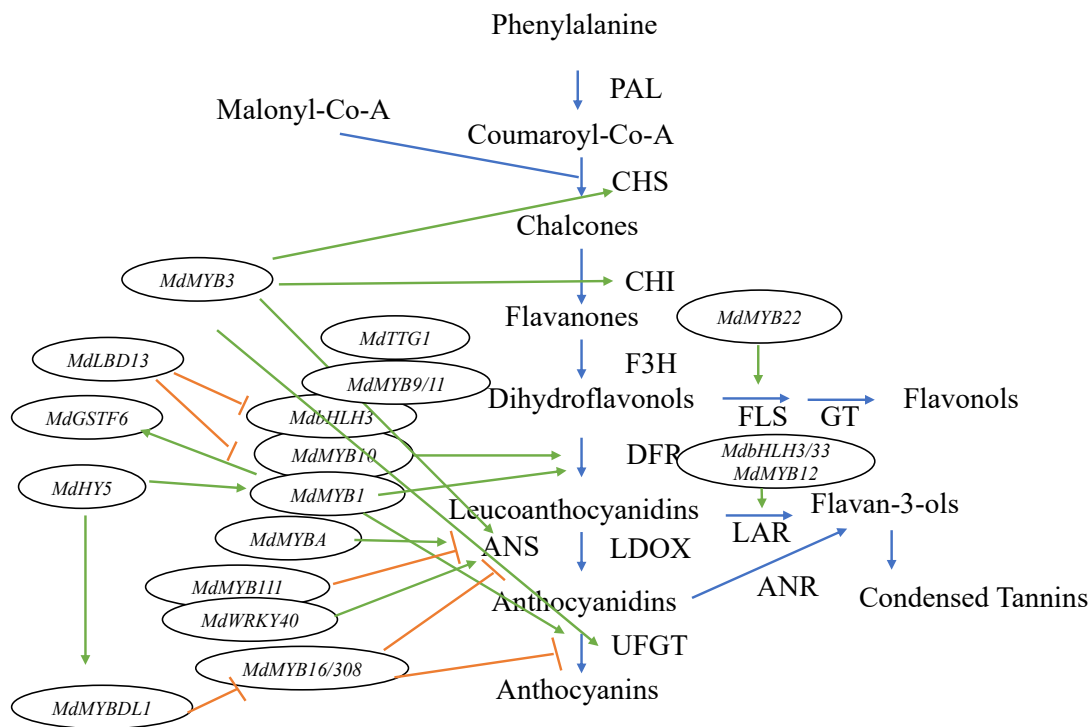 Phenylalanine
PAL
Malonyl-Co-A
Coumaroyl-Co-A
CHS
Chalcones
MdMYB3
CHI
Flavanones
MdMYB22
MdTTG1
MdLBD13
F3H
MdMYB9/11
Dihydroflavonols
FLS
GT
Flavonols
MdGSTF6
MdbHLH3
MdMYB10
DFR
MdbHLH3/33
MdMYB12
MdHY5
MdMYB1
Leucoanthocyanidins
LAR
Flavan-3-ols
MdMYBA
ANS
LDOX
MdMYB111
ANR
Anthocyanidins
Condensed Tannins
MdWRKY40
UFGT
MdMYB16/308
Anthocyanins
MdMYBDL1